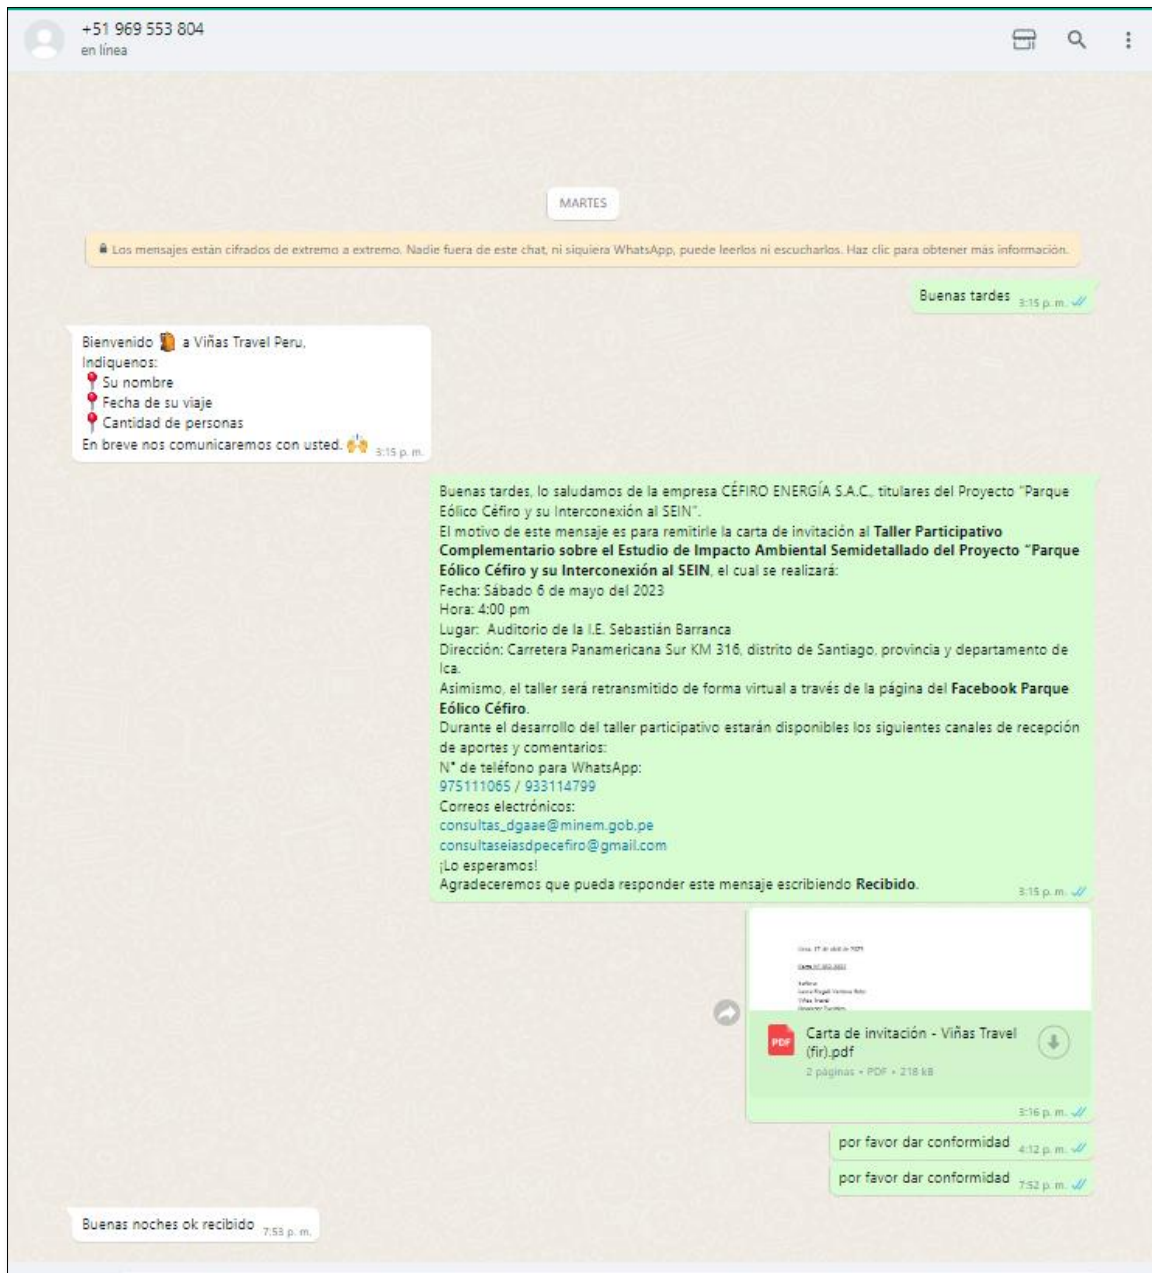 +51 969 553 804
en línea
MARTES
Los mensajes están cifrados de extremo a extremo. Nadie fuera de este chat, ni siquiera WhatsApp, puede leerlos ni escucharlos. Haz clic para obtener más información.
Buenas tardes 3:15 p. m.
Bienvenido a Viñas Travel Peru,
Indíquenos:
Su nombre
Fecha de su viaje
Cantidad de personas
En breve nos comunicaremos con usted. 3:15 p. m.
Buenas tardes, lo saludamos de la empresa CÉFIRO ENERGÍA S.A.C., titulares del Proyecto "Parque
Eólico Céfiro y su Interconexión al SEIN".
El motivo de este mensaje es para remitirle la carta de invitación al Taller Participativo
Complementario sobre el Estudio de Impacto Ambiental Semidetallado del Proyecto "Parque
Eólico Céfiro y su Interconexión al SEIN, el cual se realizará:
Fecha: Sábado 6 de mayo del 2023
Hora: 4:00 pm
Lugar: Auditorio de la I.E. Sebastián Barranca
Dirección: Carretera Panamericana Sur KM 316, distrito de Santiago, provincia y departamento de
Ica.
Asimismo, el taller será retransmitido de forma virtual a través de la página del Facebook Parque
Eólico Céfiro.
Durante el desarrollo del taller participativo estarán disponibles los siguientes canales de recepción
de aportes y comentarios:
N° de teléfono para WhatsApp:
975111065 / 933114799
Correos electrónicos:
consultas_dgaae@minem.gob.pe
consultaseiasdpecefiro@gmail.com
¡Lo esperamos!
Agradeceremos que pueda responder este mensaje escribiendo Recibido. 3:15 p. m.
PDF
Carta de invitación - Viñas Travel
(fir).pdf
2 páginas • PDF • 218 kB
3:16 p. m.
por favor dar conformidad 4:12 p. m.
por favor dar conformidad 7:52 p. m.
Buenas noches ok recibido 7:53 p. m.